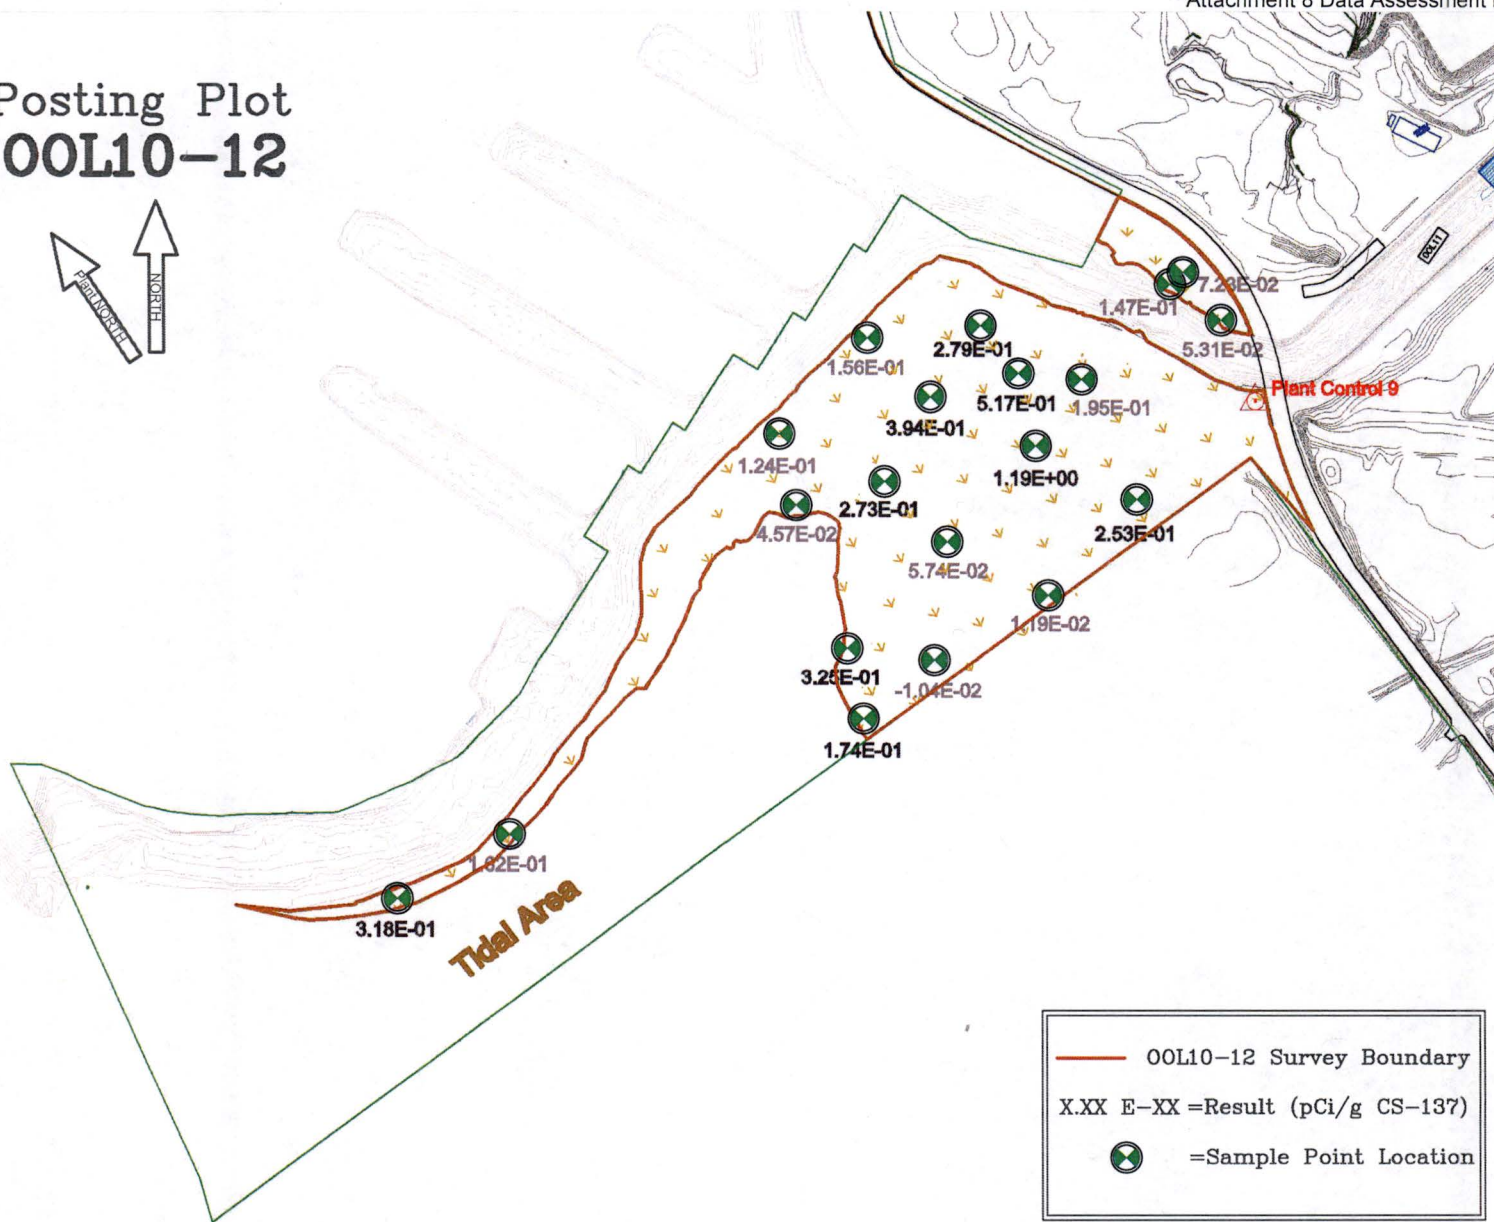 Attachment 8 Data Assessment
Posting Plot
OOL10-12
Plant NORTH
NORTH
OOL11
7.23E-02
1.47E-01
5.31E-02
2.79E-01
1.56E-01
Plant Control 9
5.17E-01
1.95E-01
3.94E-01
1.24E-01
1.19E+00
2.73E-01
4.57E-02
2.53E-01
5.74E-02
1.19E-02
3.25E-01
-1.04E-02
1.74E-01
1.02E-01
3.18E-01
Tidal Area
OOL10-12 Survey Boundary
X.XX E-XX =Result (pCi/g CS-137)
=Sample Point Location